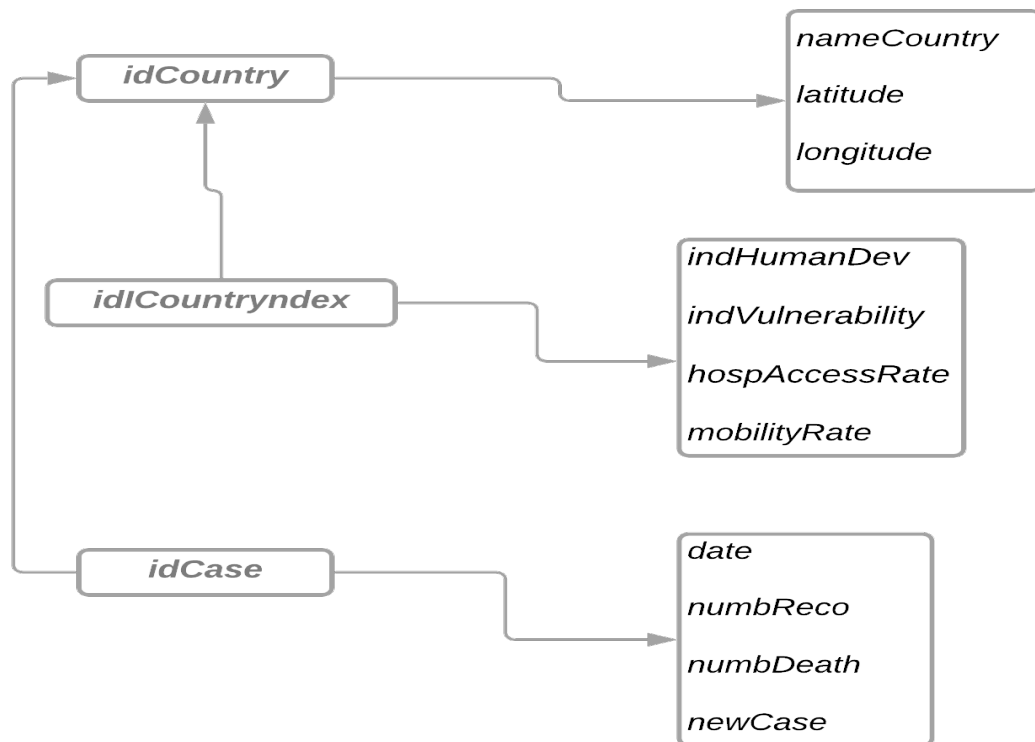 idCountry
nameCountry
latitude
longitude
idICountryndex
indHumanDev
indVulnerability
hospAccessRate
mobilityRate
idCase
date
numbReco
numbDeath
newCase